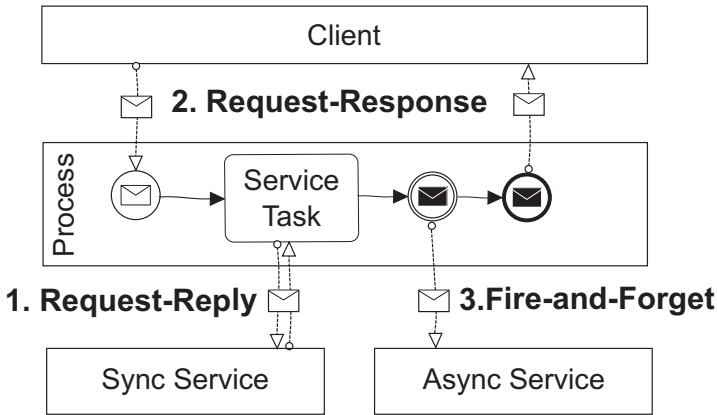 Client
2. Request-Response
Process
Service
Task
1. Request-Reply
3.Fire-and-Forget
Sync Service
Async Service